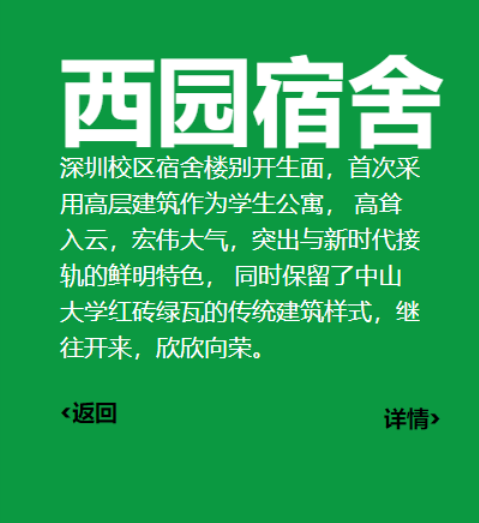 西园宿舍
深圳校区宿舍楼别开生面，首次采
用高层建筑作为学生公寓， 高耸
入云，宏伟大气，突出与新时代接
轨的鲜明特色， 同时保留了中山
大学红砖绿瓦的传统建筑样式，继
往开来，欣欣向荣。
‹返回
详情›